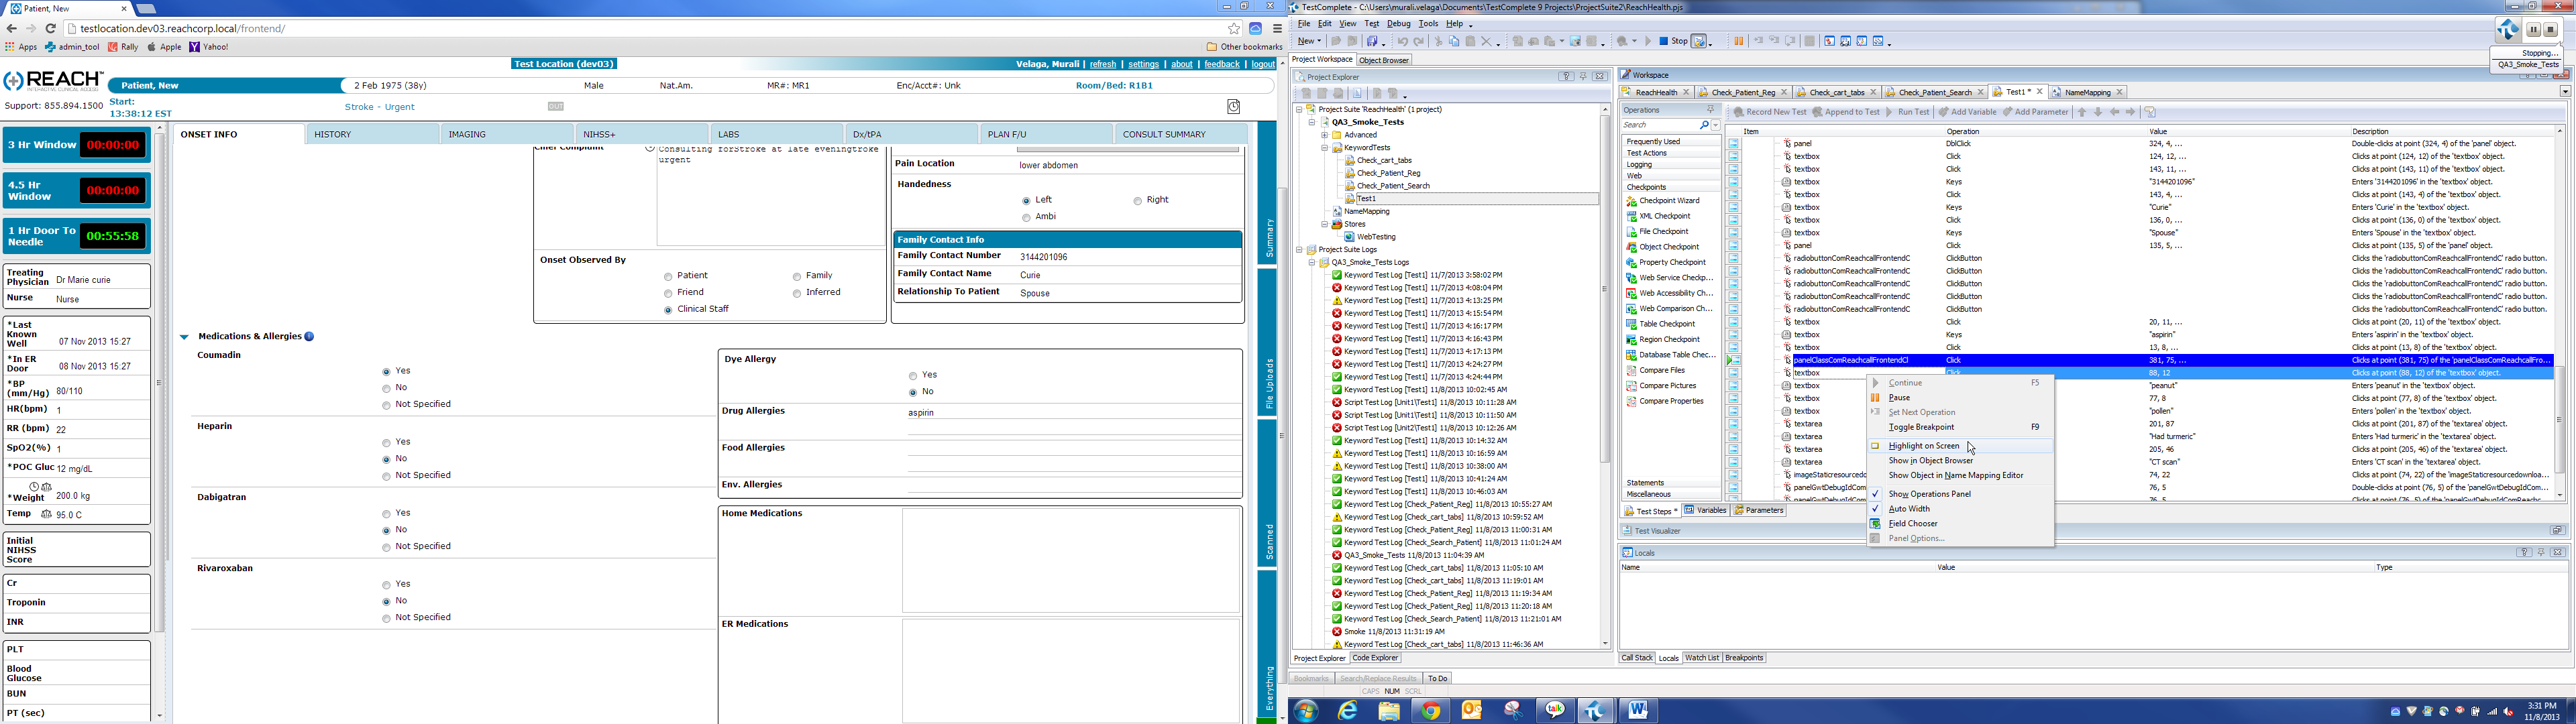 Patient, New
testlocation.dev03.reachcorp.local/frontend/
Apps admin_tool Rally Apple Yahoo! Other bookmarks
Test Location (dev03) Velaga, Murali | refresh | settings | about | feedback | logout
REACH™
Patient, New 2 Feb 1975 (38y) Male Nat.Am. MR#: MR1 Enc/Acct#: Unk Room/Bed: R1B1
Support: 855.894.1500 Start: 13:38:12 EST Stroke - Urgent OUT
ONSET INFO HISTORY IMAGING NIHSS+ LABS Dx/tPA PLAN F/U CONSULT SUMMARY
3 Hr Window 00:00:00
4.5 Hr Window 00:00:00
1 Hr Door To Needle 00:55:58
Treating Physician Dr Marie curie
Nurse Nurse
*Last Known Well 07 Nov 2013 15:27
*In ER Door 08 Nov 2013 15:27
*BP (mm/Hg) 80/110
HR(bpm) 1
RR (bpm) 22
SpO2(%) 1
*POC Gluc 12 mg/dL
*Weight 200.0 kg
Temp 95.0 C
Initial NIHSS Score
Cr
Troponin
INR
PLT
Blood Glucose
BUN
PT (sec)
Chief Complaint Consulting forStroke at late eveningtroke
urgent
Onset Observed By
Patient Family
Friend Inferred
Clinical Staff
Pain Location lower abdomen
Handedness
Left Right
Ambi
Family Contact Info
Family Contact Number 3144201096
Family Contact Name Curie
Relationship To Patient Spouse
Medications & Allergies
Coumadin
Yes
No
Not Specified
Heparin
Yes
No
Not Specified
Dabigatran
Yes
No
Not Specified
Rivaroxaban
Yes
No
Not Specified
Dye Allergy
Yes
No
Drug Allergies aspirin
Food Allergies
Env. Allergies
Home Medications
ER Medications
Summary
File Uploads
Scanned
Everything
TestComplete - C:\Users\murali.velaga\Documents\TestComplete 9 Projects\ProjectSuite2\ReachHealth.pjs
File Edit View Test Debug Tools Help
New Stop
Stopping...
QA3_Smoke_Tests
Project Workspace Object Browser
Project Explorer
Project Suite 'ReachHealth' (1 project)
QA3_Smoke_Tests
Advanced
KeywordTests
Check_cart_tabs
Check_Patient_Reg
Check_Patient_Search
Test1
NameMapping
Stores
WebTesting
Project Suite Logs
QA3_Smoke_Tests Logs
Keyword Test Log [Test1] 11/7/2013 3:58:02 PM
Keyword Test Log [Test1] 11/7/2013 4:08:04 PM
Keyword Test Log [Test1] 11/7/2013 4:13:25 PM
Keyword Test Log [Test1] 11/7/2013 4:15:54 PM
Keyword Test Log [Test1] 11/7/2013 4:16:17 PM
Keyword Test Log [Test1] 11/7/2013 4:16:43 PM
Keyword Test Log [Test1] 11/7/2013 4:17:13 PM
Keyword Test Log [Test1] 11/7/2013 4:24:27 PM
Keyword Test Log [Test1] 11/7/2013 4:24:44 PM
Keyword Test Log [Test1] 11/8/2013 10:02:45 AM
Script Test Log [Unit1\Test1] 11/8/2013 10:11:28 AM
Script Test Log [Unit1\Test1] 11/8/2013 10:11:50 AM
Script Test Log [Unit2\Test1] 11/8/2013 10:12:26 AM
Keyword Test Log [Test1] 11/8/2013 10:14:32 AM
Keyword Test Log [Test1] 11/8/2013 10:16:59 AM
Keyword Test Log [Test1] 11/8/2013 10:38:00 AM
Keyword Test Log [Test1] 11/8/2013 10:41:24 AM
Keyword Test Log [Test1] 11/8/2013 10:46:03 AM
Keyword Test Log [Check_Patient_Reg] 11/8/2013 10:55:27 AM
Keyword Test Log [Check_cart_tabs] 11/8/2013 10:59:52 AM
Keyword Test Log [Check_Patient_Reg] 11/8/2013 11:00:31 AM
Keyword Test Log [Check_Search_Patient] 11/8/2013 11:01:24 AM
QA3_Smoke_Tests 11/8/2013 11:04:39 AM
Keyword Test Log [Check_cart_tabs] 11/8/2013 11:05:10 AM
Keyword Test Log [Check_cart_tabs] 11/8/2013 11:19:01 AM
Keyword Test Log [Check_Patient_Reg] 11/8/2013 11:19:34 AM
Keyword Test Log [Check_Patient_Reg] 11/8/2013 11:20:18 AM
Keyword Test Log [Check_Search_Patient] 11/8/2013 11:21:01 AM
Smoke 11/8/2013 11:31:19 AM
Keyword Test Log [Check_cart_tabs] 11/8/2013 11:46:36 AM
Project Explorer Code Explorer
Workspace
ReachHealth Check_Patient_Reg Check_cart_tabs Check_Patient_Search Test1 * NameMapping
Operations
Search
Frequently Used
Test Actions
Logging
Web
Checkpoints
Checkpoint Wizard
XML Checkpoint
File Checkpoint
Object Checkpoint
Property Checkpoint
Web Service Checkp...
Web Accessibility Ch...
Web Comparison Ch...
Table Checkpoint
Region Checkpoint
Database Table Chec...
Compare Files
Compare Pictures
Compare Properties
Statements
Miscellaneous
Record New Test Append to Test Run Test Add Variable Add Parameter
Item Operation Value Description
panel DblClick 324, 4, ... Double-clicks at point (324, 4) of the 'panel' object.
textbox Click 124, 12, ... Clicks at point (124, 12) of the 'textbox' object.
textbox Click 143, 11, ... Clicks at point (143, 11) of the 'textbox' object.
textbox Keys "3144201096" Enters '3144201096' in the 'textbox' object.
textbox Click 143, 4, ... Clicks at point (143, 4) of the 'textbox' object.
textbox Keys "Curie" Enters 'Curie' in the 'textbox' object.
textbox Click 136, 0, ... Clicks at point (136, 0) of the 'textbox' object.
textbox Keys "Spouse" Enters 'Spouse' in the 'textbox' object.
panel Click 135, 5, ... Clicks at point (135, 5) of the 'panel' object.
radiobuttonComReachcallFrontendC ClickButton Clicks the 'radiobuttonComReachcallFrontendC' radio button.
radiobuttonComReachcallFrontendC ClickButton Clicks the 'radiobuttonComReachcallFrontendC' radio button.
radiobuttonComReachcallFrontendC ClickButton Clicks the 'radiobuttonComReachcallFrontendC' radio button.
radiobuttonComReachcallFrontendC ClickButton Clicks the 'radiobuttonComReachcallFrontendC' radio button.
radiobuttonComReachcallFrontendC ClickButton Clicks the 'radiobuttonComReachcallFrontendC' radio button.
textbox Click 20, 11, ... Clicks at point (20, 11) of the 'textbox' object.
textbox Keys "aspirin" Enters 'aspirin' in the 'textbox' object.
textbox Click 13, 8, ... Clicks at point (13, 8) of the 'textbox' object.
panelClassComReachcallFrontendCl Click 381, 75, ... Clicks at point (381, 75) of the 'panelClassComReachcallFro...
textbox Click 88, 12 Clicks at point (88, 12) of the 'textbox' object.
textbox "peanut" Enters 'peanut' in the 'textbox' object.
textbox 77, 8 Clicks at point (77, 8) of the 'textbox' object.
textbox "pollen" Enters 'pollen' in the 'textbox' object.
textarea 201, 87 Clicks at point (201, 87) of the 'textarea' object.
textarea "Had turmeric" Enters 'Had turmeric' in the 'textarea' object.
textarea 205, 46 Clicks at point (205, 46) of the 'textarea' object.
textarea "CT scan" Enters 'CT scan' in the 'textarea' object.
imageStaticresourcedo 74, 22 Clicks at point (74, 22) of the 'imageStaticresourcedownloa...
panelGwtDebugIdCom 76, 5 Double-clicks at point (76, 5) of the 'panelGwtDebugIdCom...
panelGwtDebugIdCom 76, 5 Clicks at point (76, 5) of the 'panelGwtDebugIdComReachc...
Continue F5
Pause
Set Next Operation
Toggle Breakpoint F9
Highlight on Screen
Show in Object Browser
Show Object in Name Mapping Editor
Show Operations Panel
Auto Width
Field Chooser
Panel Options...
Test Steps * Variables Parameters
Test Visualizer
Locals
Name Value Type
Call Stack Locals Watch List Breakpoints
Bookmarks Search/Replace Results To Do
CAPS NUM SCRL
talk
3:31 PM
11/8/2013